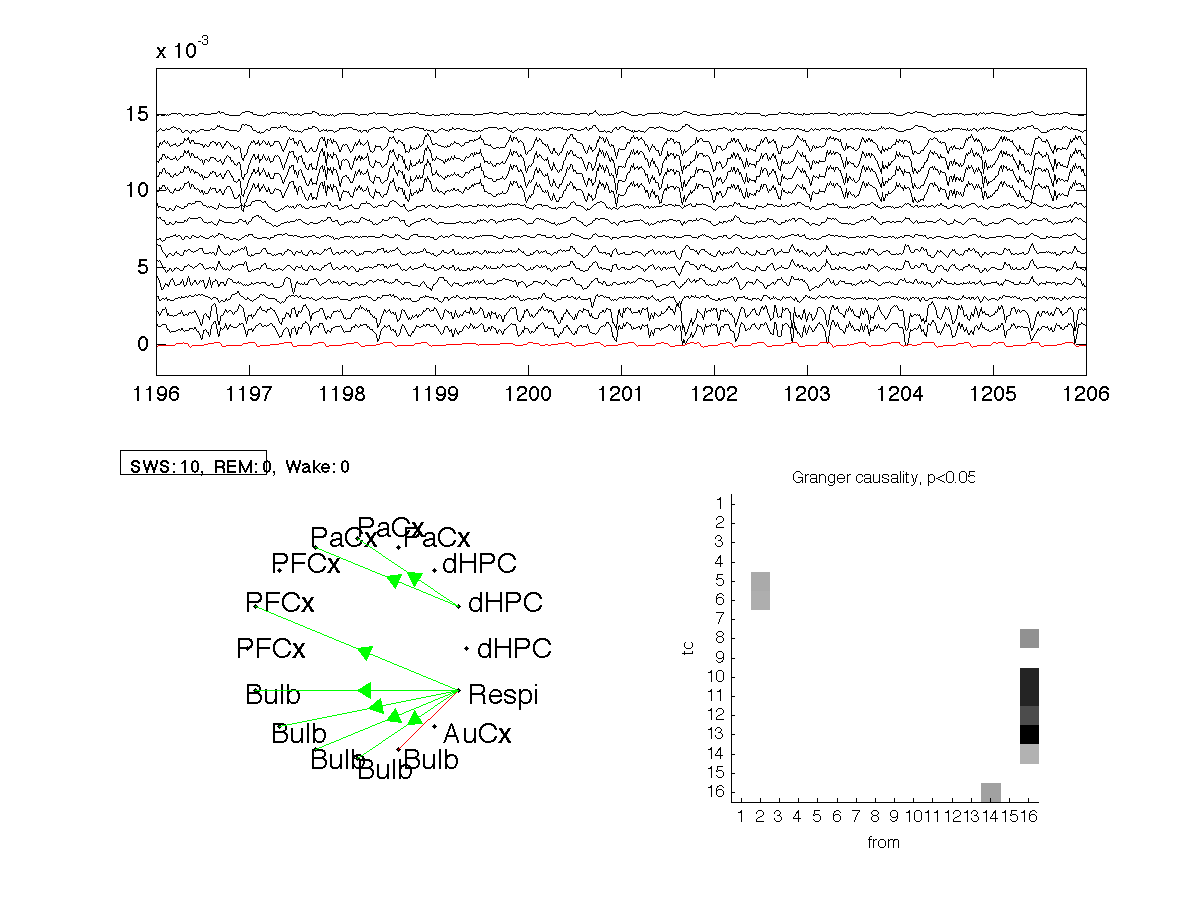 x 10-3
15
10
5
0
1196 1197 1198 1199 1200 1201 1202 1203 1204 1205 1206
SWS:10, REM:0, Wake:0
PaCx
PaCx PaCx
PFCx dHPC
PFCx dHPC
PFCx dHPC
Bulb Respi
Bulb AuCx
Bulb Bulb
Bulb
Granger causality, p<0.05
1
2
3
4
5
6
7
8
9
10
11
12
13
14
15
16
to
1 2 3 4 5 6 7 8 9 10 11 12 13 14 15 16
from